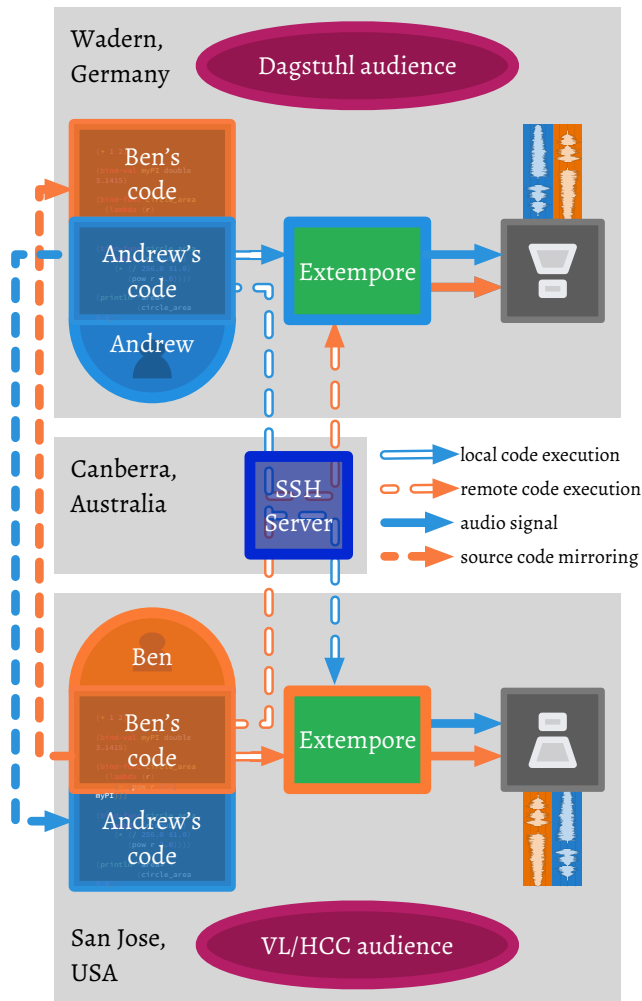 Wadern,
Germany
Dagstuhl audience
Ben's
code
Andrew's
code
Andrew
Extempore
Canberra,
Australia
SSH
Server
local code execution
remote code execution
audio signal
source code mirroring
Ben
Ben's
code
Andrew's
code
Extempore
San Jose,
USA
VL/HCC audience